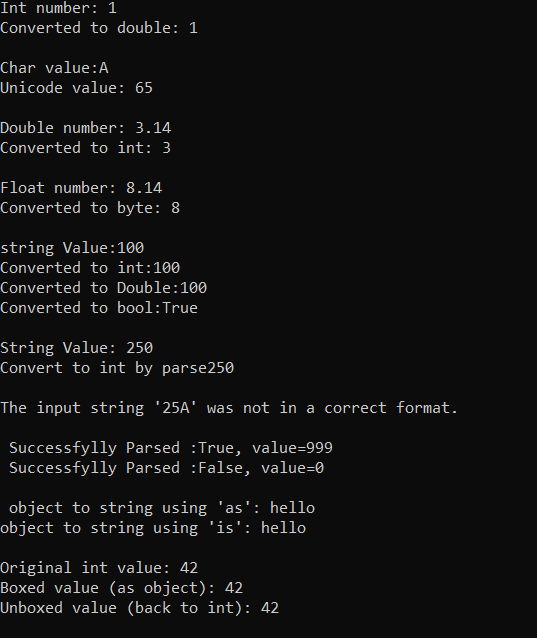 Int number: 1
Converted to double: 1
Char value:A
Unicode value: 65
Double number: 3.14
Converted to int: 3
Float number: 8.14
Converted to byte: 8
string Value:100
Converted to int:100
Converted to Double:100
Converted to bool:True
String Value: 250
Convert to int by parse250
The input string '25A' was not in a correct format.
Successfylly Parsed :True, value=999
Successfylly Parsed :False, value=0
object to string using 'as': hello
object to string using 'is': hello
Original int value: 42
Boxed value (as object): 42
Unboxed value (back to int): 42